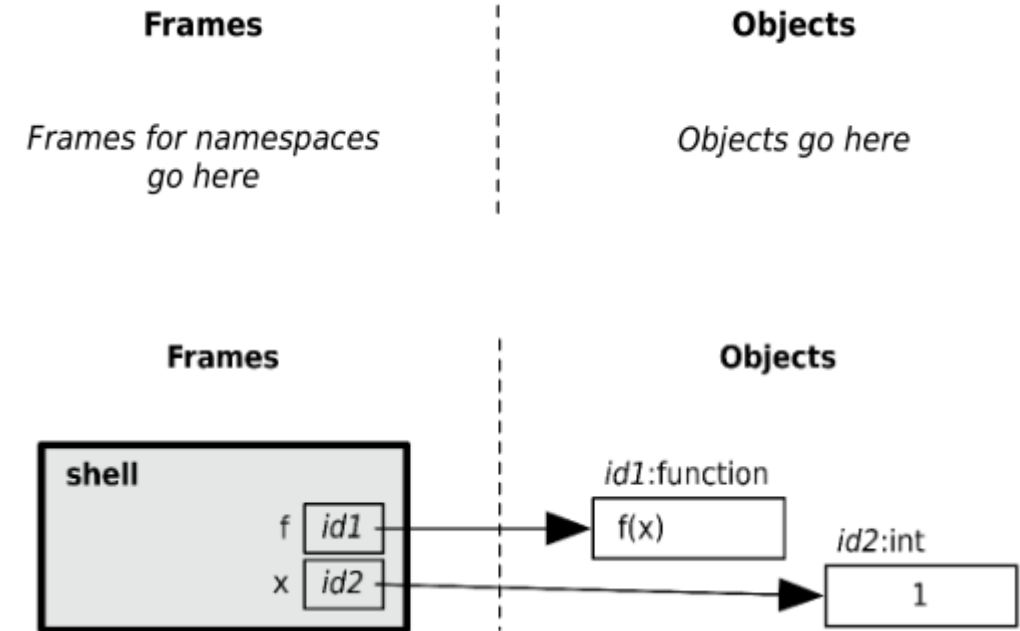 Frames
Objects
Frames for namespaces
go here
Objects go here
Frames
Objects
shell
id1:function
f id1
f(x)
id2:int
x id2
1